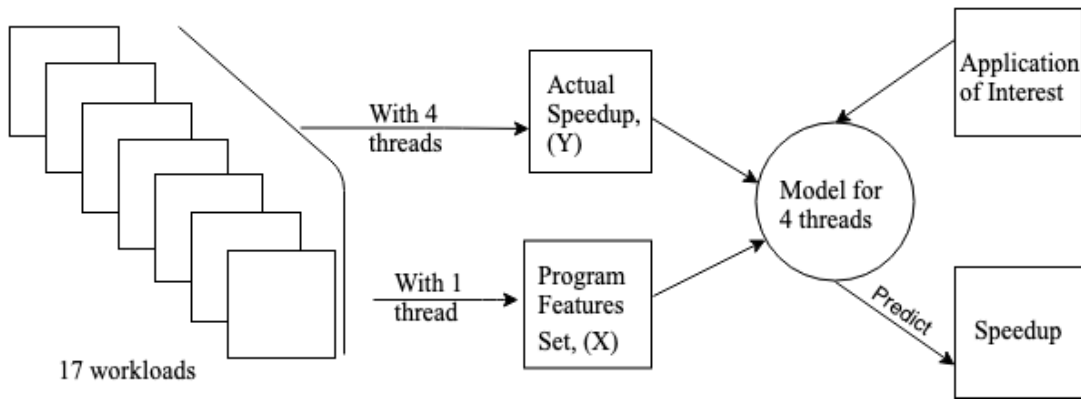 17 workloads
With 4
threads
With 1
thread
Actual
Speedup,
(Y)
Program
Features
Set, (X)
Model for
4 threads
Application
of Interest
Predict
Speedup